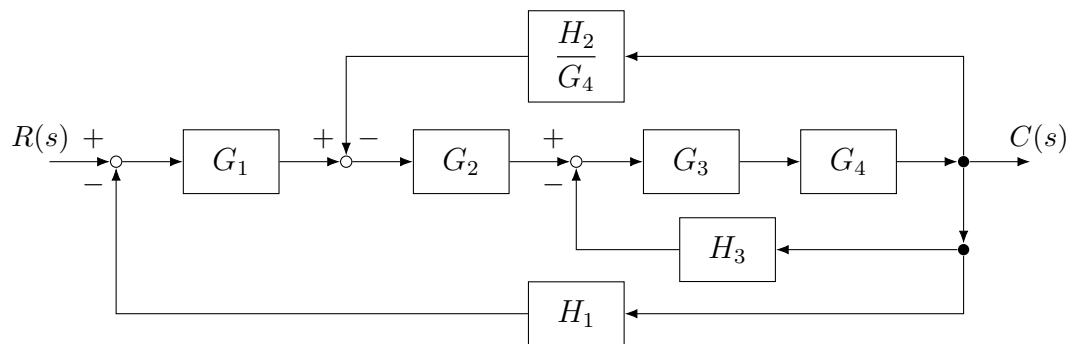 H₂
G₄
R(s) + + − + C(s)
G₁ G₂ G₃ G₄
− −
H₃
H₁